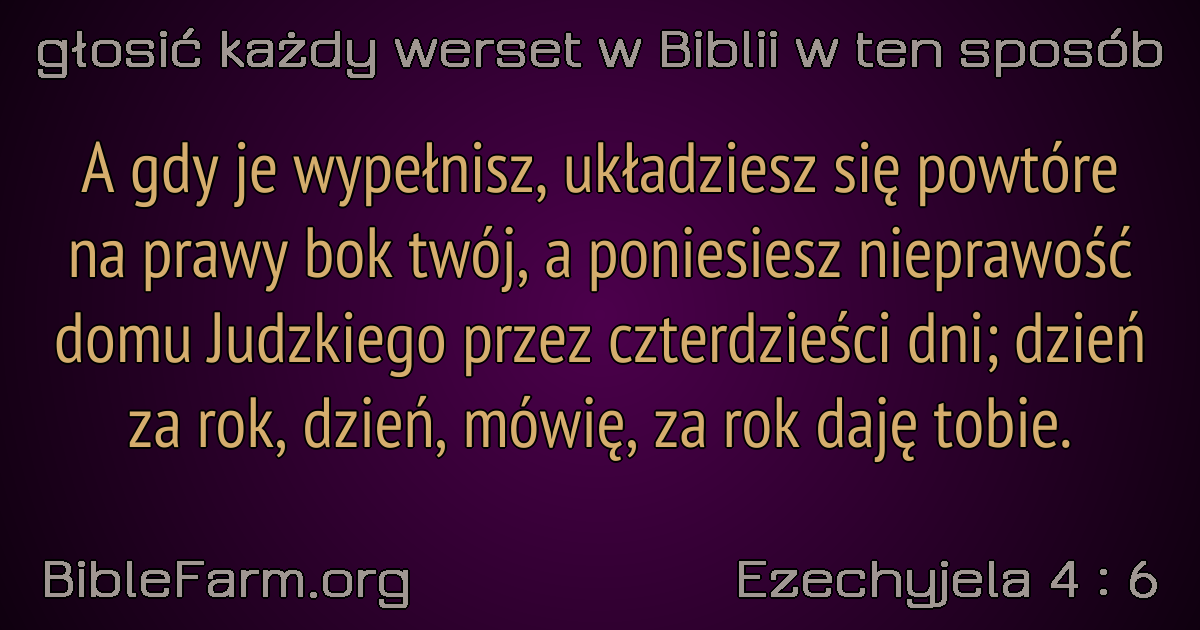 głosić każdy werset w Biblii w ten sposób
A gdy je wypełnisz, układziesz się powtóre
na prawy bok twój, a poniesiesz nieprawość
domu Judzkiego przez czterdzieści dni; dzień
za rok, dzień, mówię, za rok daję tobie.
BibleFarm.org
Ezechyjela 4 : 6